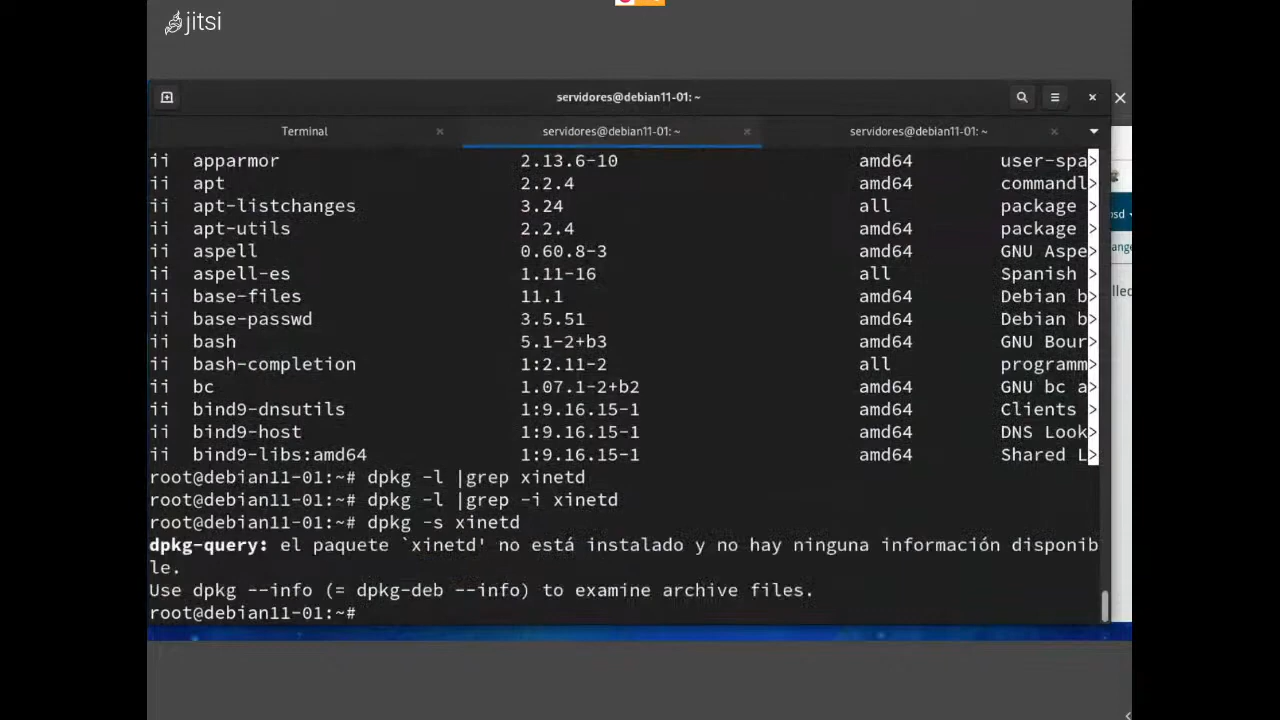 jitsi
servidores@debian11-01: ~
Terminal
servidores@debian11-01: ~
servidores@debian11-01: ~
ii apparmor 2.13.6-10 amd64 user-spa>
ii apt 2.2.4 amd64 commandl>
ii apt-listchanges 3.24 all package >
ii apt-utils 2.2.4 amd64 package >
ii aspell 0.60.8-3 amd64 GNU Aspe>
ii aspell-es 1.11-16 all Spanish >
ii base-files 11.1 amd64 Debian b>
ii base-passwd 3.5.51 amd64 Debian b>
ii bash 5.1-2+b3 amd64 GNU Bour>
ii bash-completion 1:2.11-2 all programm>
ii bc 1.07.1-2+b2 amd64 GNU bc a>
ii bind9-dnsutils 1:9.16.15-1 amd64 Clients >
ii bind9-host 1:9.16.15-1 amd64 DNS Look>
ii bind9-libs:amd64 1:9.16.15-1 amd64 Shared L>
root@debian11-01:~# dpkg -l |grep xinetd
root@debian11-01:~# dpkg -l |grep -i xinetd
root@debian11-01:~# dpkg -s xinetd
dpkg-query: el paquete `xinetd' no está instalado y no hay ninguna información disponib
le.
Use dpkg --info (= dpkg-deb --info) to examine archive files.
root@debian11-01:~#